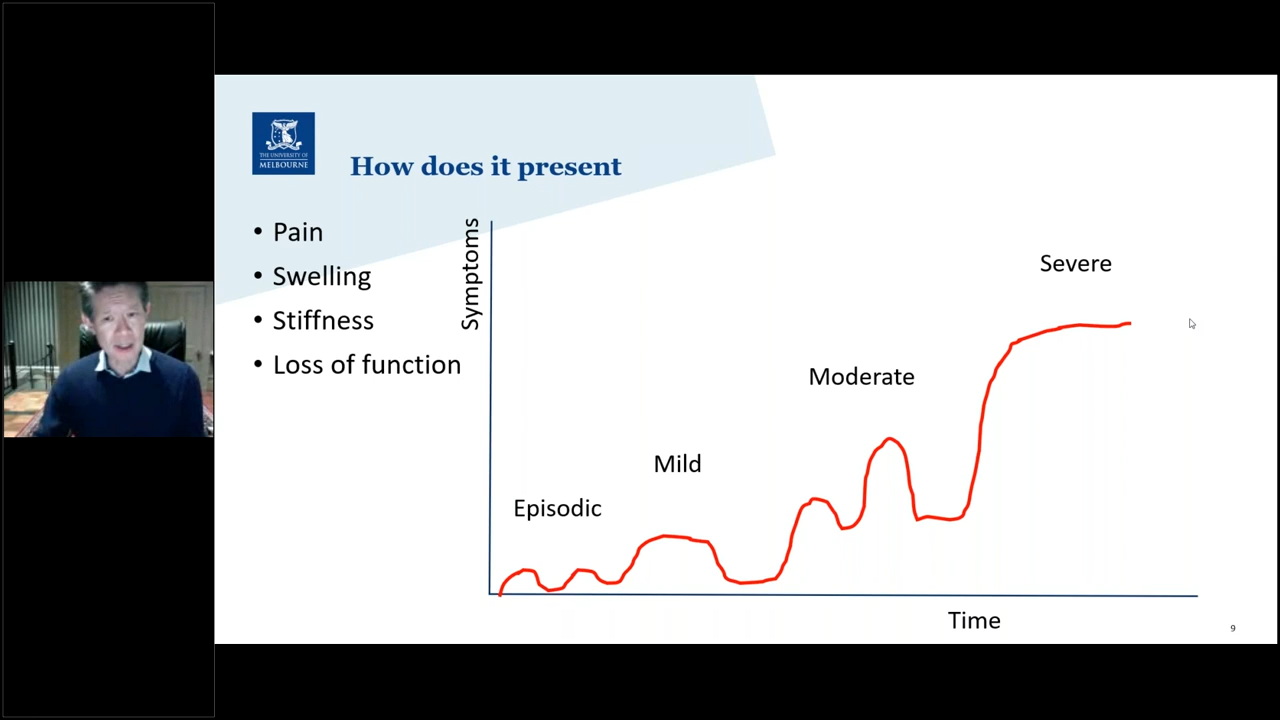 THE UNIVERSITY OF
MELBOURNE
How does it present
• Pain
• Swelling
• Stiffness
• Loss of function
Symptoms
Episodic
Mild
Moderate
Severe
Time
9